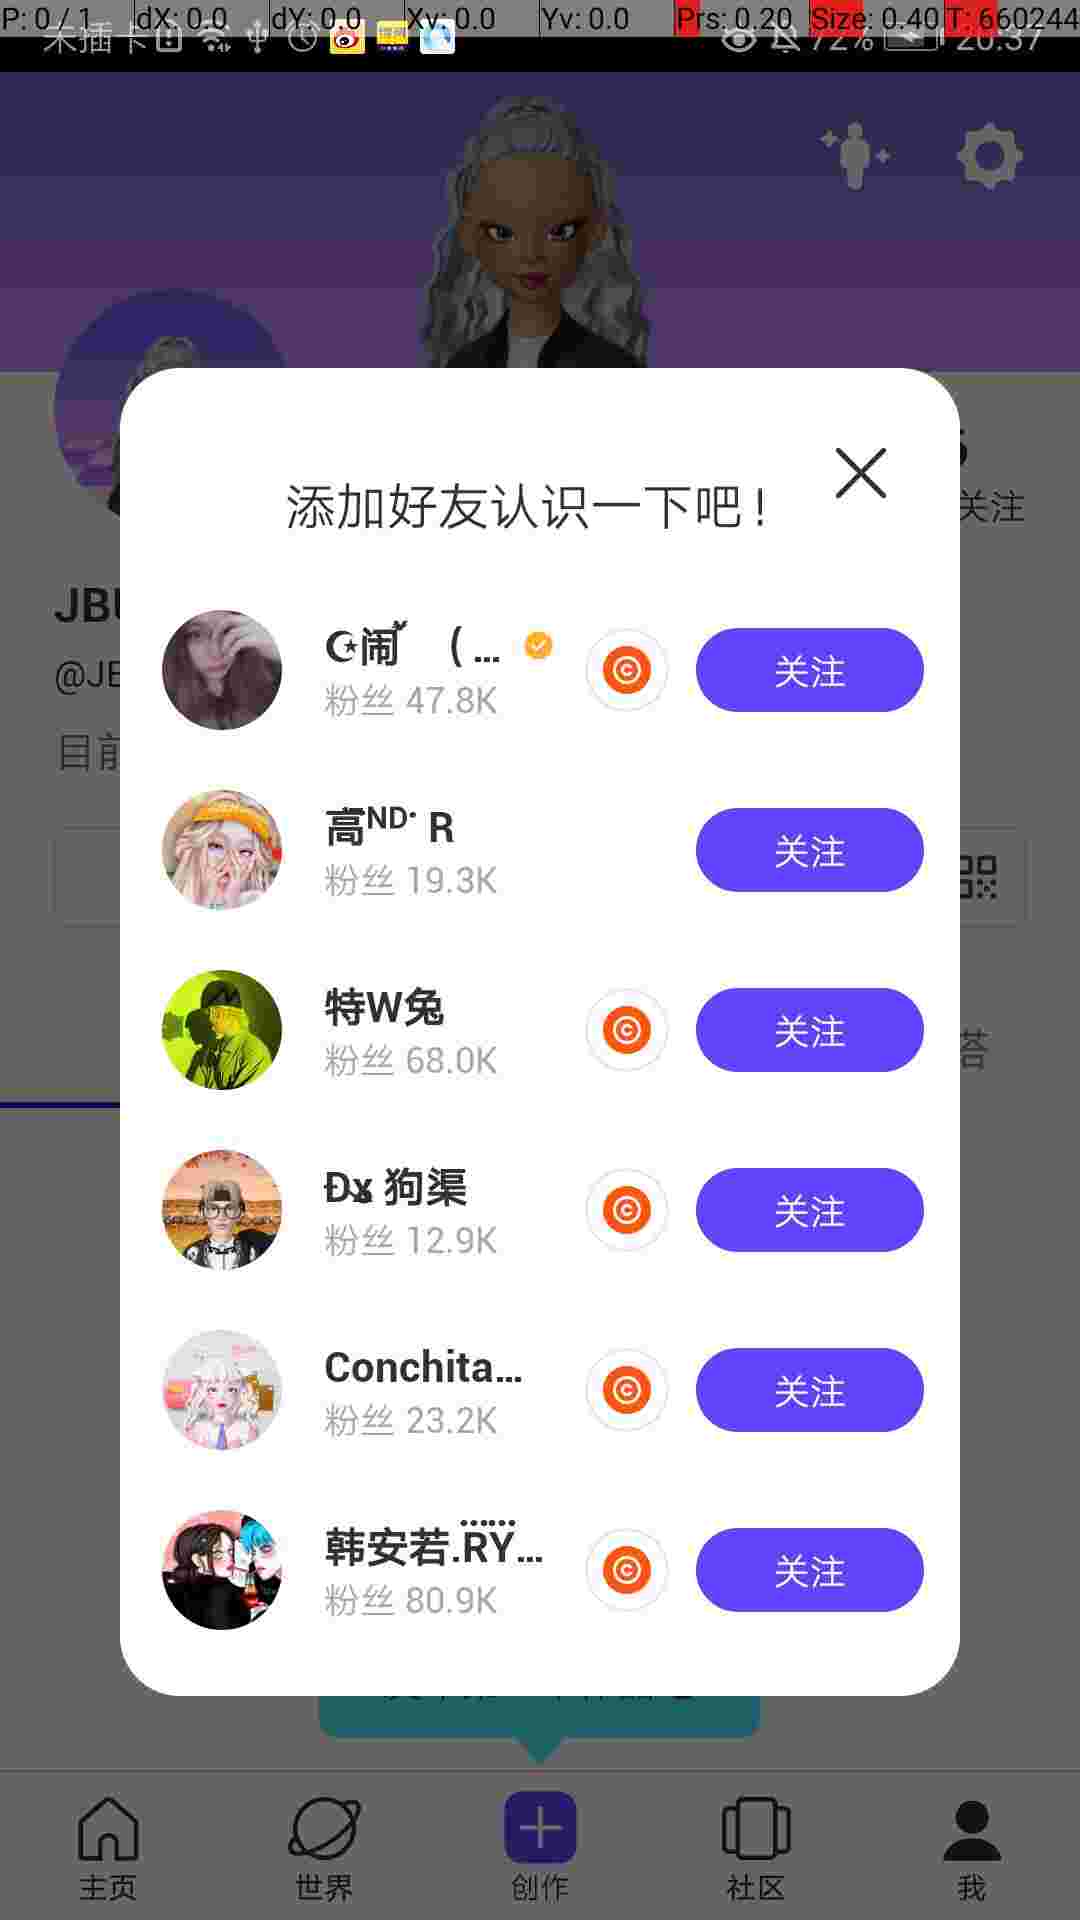 P: 0 / 1 dX: 0.0 dY: 0.0 Xv: 0.0 Yv: 0.0 Prs: 0.20 Size: 0.40 T: 660244
未插卡 72% 20:37
关注
添加好友认识一下吧！
JBU
@JB
目前
☪闹 ( ...
粉丝 47.8K
关注
高ᴺᴰ· R
粉丝 19.3K
关注
特W兔
粉丝 68.0K
关注
答
狗渠
粉丝 12.9K
关注
Conchita...
粉丝 23.2K
关注
韩安若.RY...
粉丝 80.9K
关注
主页 世界 创作 社区 我